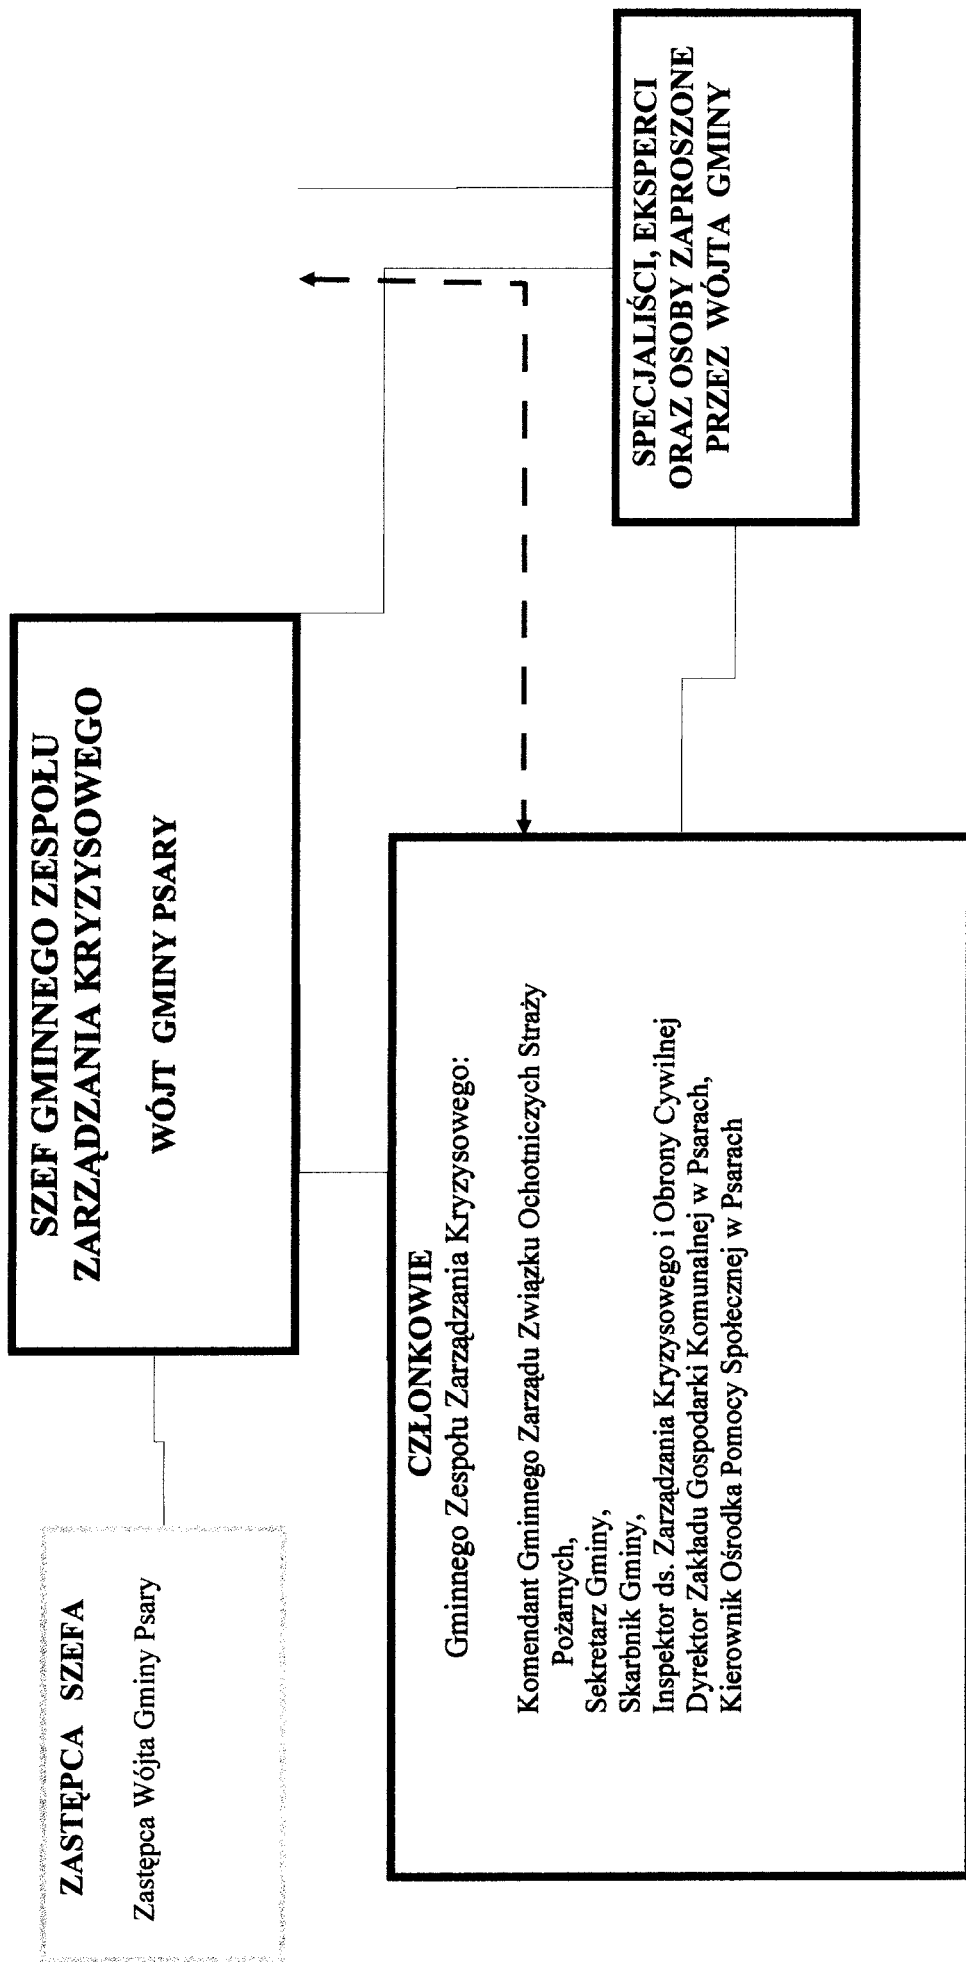 ZASTĘPCA SZEFA
Zastępca Wójta Gminy Psary
SZEF GMINNEGO ZESPOŁU
ZARZĄDZANIA KRYZYSOWEGO
WÓJT GMINY PSARY
CZŁONKOWIE
Gminnego Zespołu Zarządzania Kryzysowego:
Komendant Gminnego Zarządu Związku Ochotniczych Straży
Pożarnych,
Sekretarz Gminy,
Skarbnik Gminy,
Inspektor ds. Zarządzania Kryzysowego i Obrony Cywilnej
Dyrektor Zakładu Gospodarki Komunalnej w Psarach,
Kierownik Ośrodka Pomocy Społecznej w Psarach
SPECJALIŚCI, EKSPERCI
ORAZ OSOBY ZAPROSZONE
PRZEZ WÓJTA GMINY